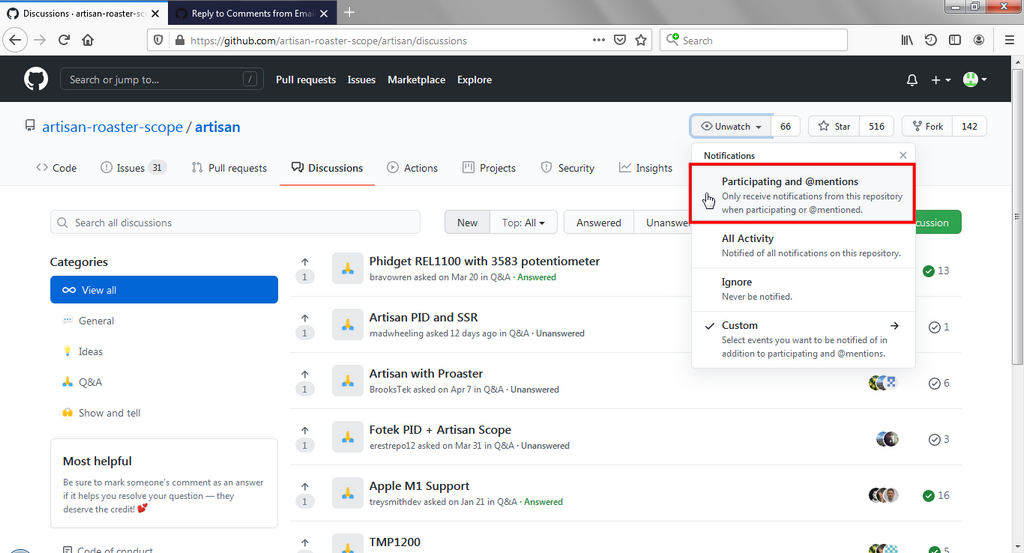 Discussions · artisan-roaster-sc
Reply to Comments from Emai
https://github.com/artisan-roaster-scope/artisan/discussions
Search
Search or jump to...
/
Pull requests
Issues
Marketplace
Explore
artisan-roaster-scope / artisan
Unwatch
66
Star
516
Fork
142
Code
Issues 31
Pull requests
Discussions
Actions
Projects
Security
Insights
Notifications
Participating and @mentions
Only receive notifications from this repository
when participating or @mentioned.
All Activity
Notified of all notifications on this repository.
Ignore
Never be notified.
Custom
Select events you want to be notified of in
addition to participating and @mentions.
Search all discussions
New
Top: All
Answered
Unanswe
cussion
Categories
View all
General
Ideas
Q&A
Show and tell
Most helpful
Be sure to mark someone's comment as an answer
if it helps you resolve your question — they
deserve the credit!
Code of conduct
1
Phidget REL1100 with 3583 potentiometer
bravowren asked on Mar 20 in Q&A · Answered
13
1
Artisan PID and SSR
madwheeling asked 12 days ago in Q&A · Unanswered
1
1
Artisan with Proaster
BrooksTek asked on Apr 7 in Q&A · Unanswered
6
1
Fotek PID + Artisan Scope
erestrepo12 asked on Mar 31 in Q&A · Unanswered
3
1
Apple M1 Support
treysmithdev asked on Jan 21 in Q&A · Answered
16
TMP1200
5